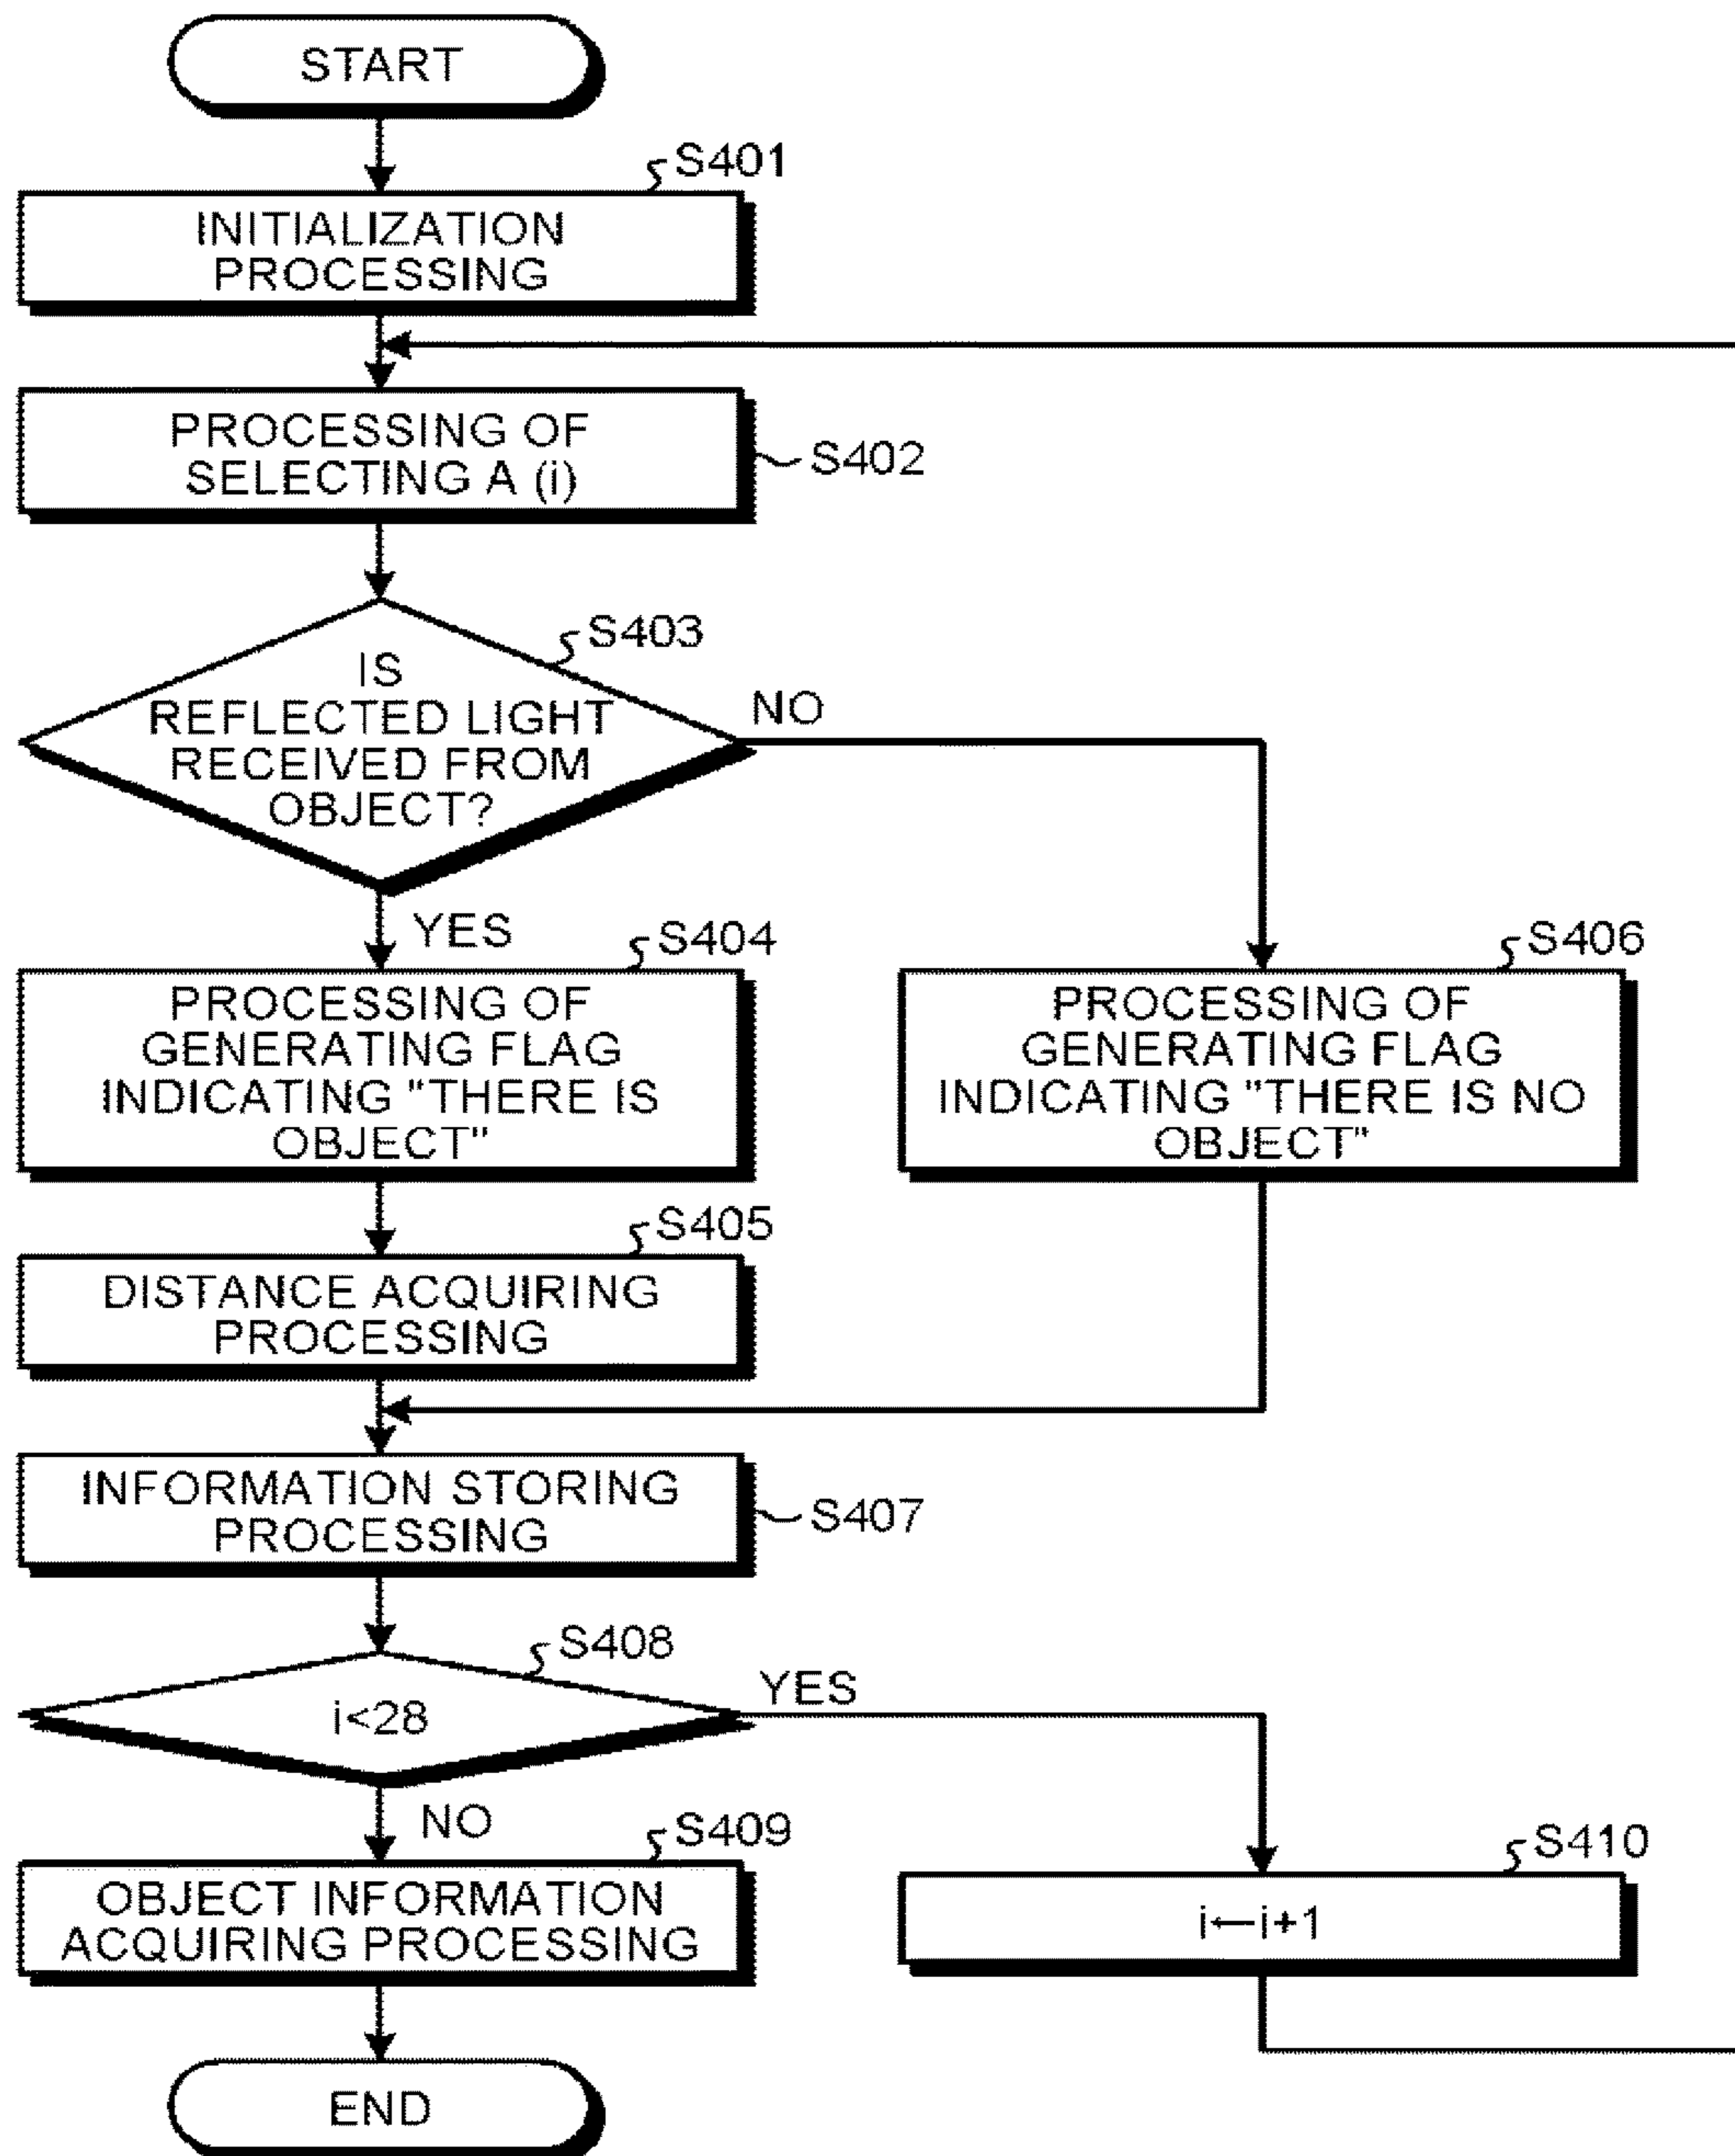 START
S401
INITIALIZATION
PROCESSING
PROCESSING OF
SELECTING A (i)
S402
S403
IS
REFLECTED LIGHT
RECEIVED FROM
OBJECT?
NO
YES
S404
PROCESSING OF
GENERATING FLAG
INDICATING "THERE IS
OBJECT"
S406
PROCESSING OF
GENERATING FLAG
INDICATING "THERE IS NO
OBJECT"
S405
DISTANCE ACQUIRING
PROCESSING
INFORMATION STORING
PROCESSING
S407
S408
i<28
YES
NO
S409
OBJECT INFORMATION
ACQUIRING PROCESSING
S410
i←i+1
END